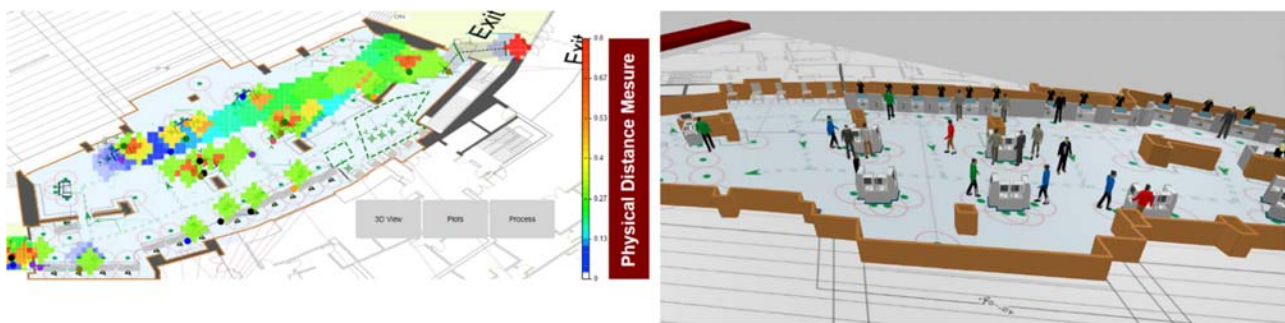 Exit
Exit
3D View
Plots
Process
0.8
0.67
0.53
0.4
0.27
0.13
0
Physical Distance Mesure